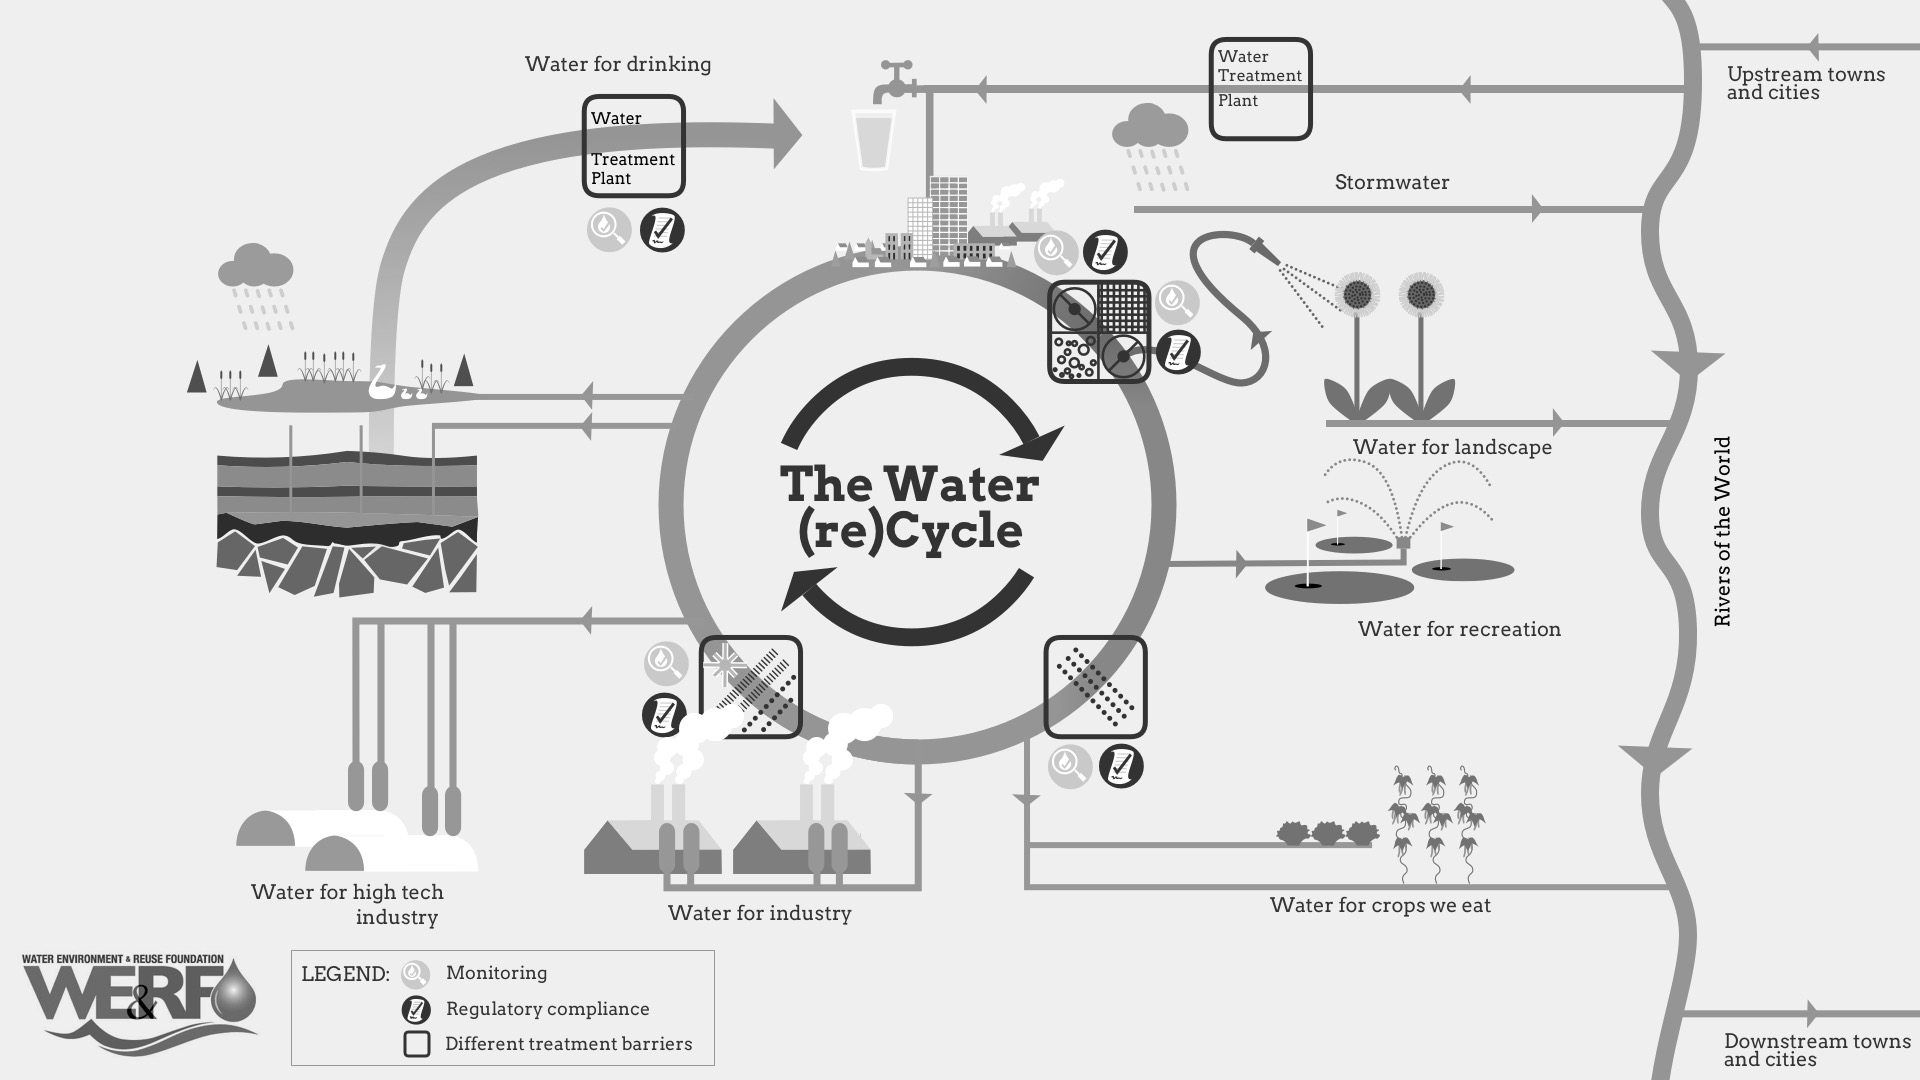 Water for drinking
Water
Treatment
Plant
Water
Treatment
Plant
Upstream towns
and cities
Stormwater
The Water
(re)Cycle
Water for landscape
Rivers of the World
Water for recreation
Water for high tech
industry
Water for industry
Water for crops we eat
WATER ENVIRONMENT & REUSE FOUNDATION
WE&RF
LEGEND:
Monitoring
Regulatory compliance
Different treatment barriers
Downstream towns
and cities